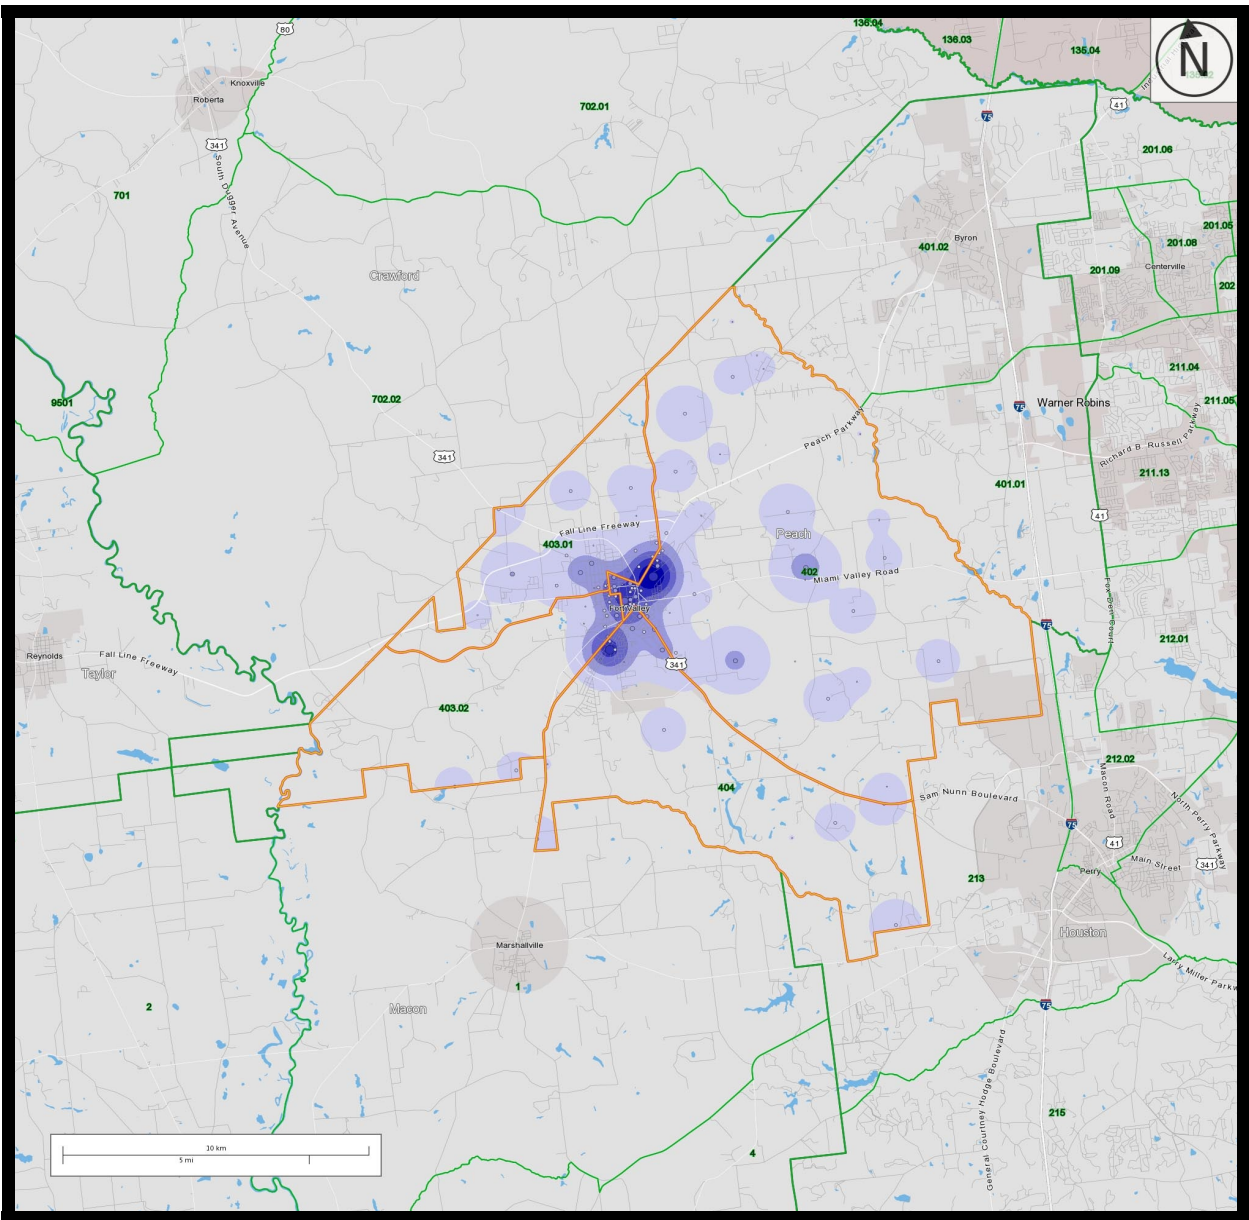 136.04
136.03
135.04
N
80
Knoxville
Roberta
702.01
75
41
341
South Dugger Avenue
201.06
701
201.05
Byron
401.02
201.08
Centerville
201.09
Crawford
202
211.04
9501
702.02
Warner Robins
75
211.05
Peach Parkway
Richard B. Russell Parkway
341
211.13
401.01
41
Fall Line Freeway
Peach
403.01
402
Miami Valley Road
Fort Valley
Fox Den Court
75
212.01
Reynolds
Fall Line Freeway
Taylor
341
403.02
212.02
404
Sam Nunn Boulevard
Macon Road
North Perry Parkway
75
41
Main Street
341
Perry
213
Houston
Marshallville
Larry Miller Parkw
1
2
Macon
75
General Courtney Hodge Boulevard
215
10 km
5 mi
4